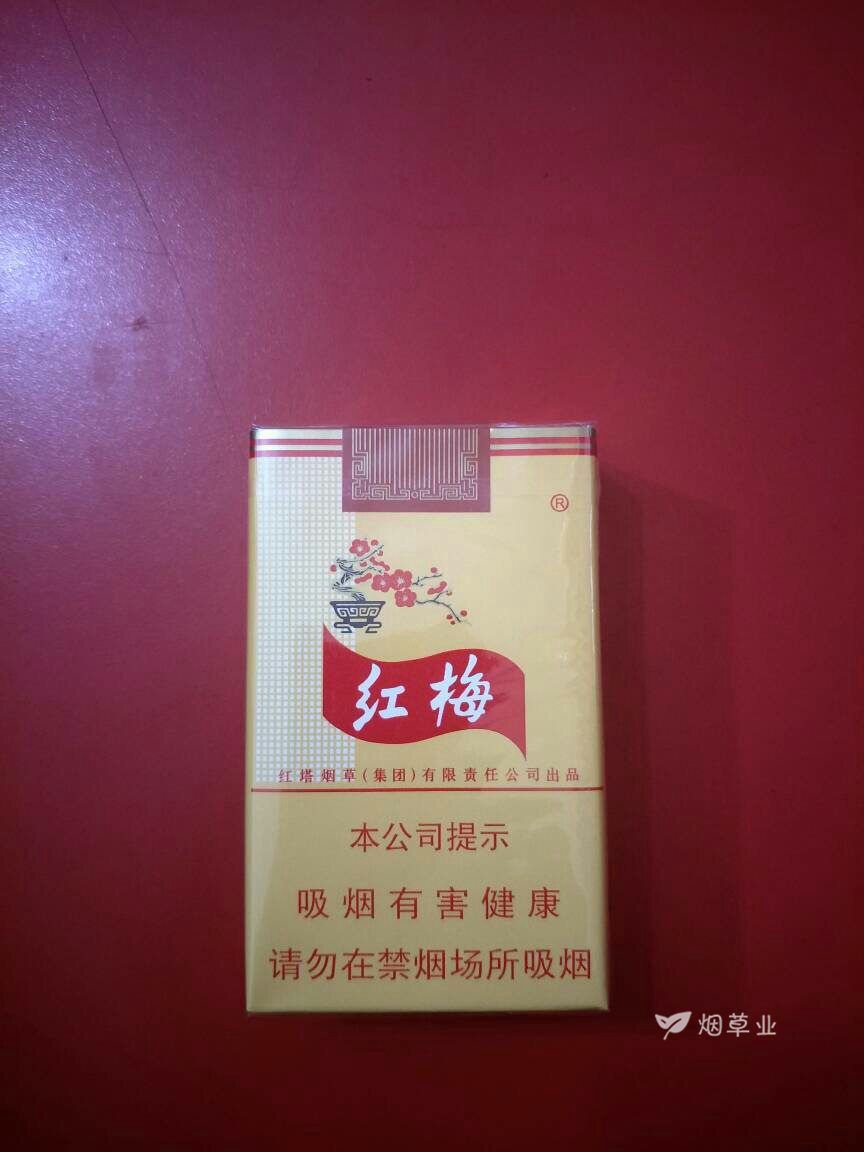 ®
红梅
红塔烟草(集团)有限责任公司出品
本公司提示
吸烟有害健康
请勿在禁烟场所吸烟
烟草业